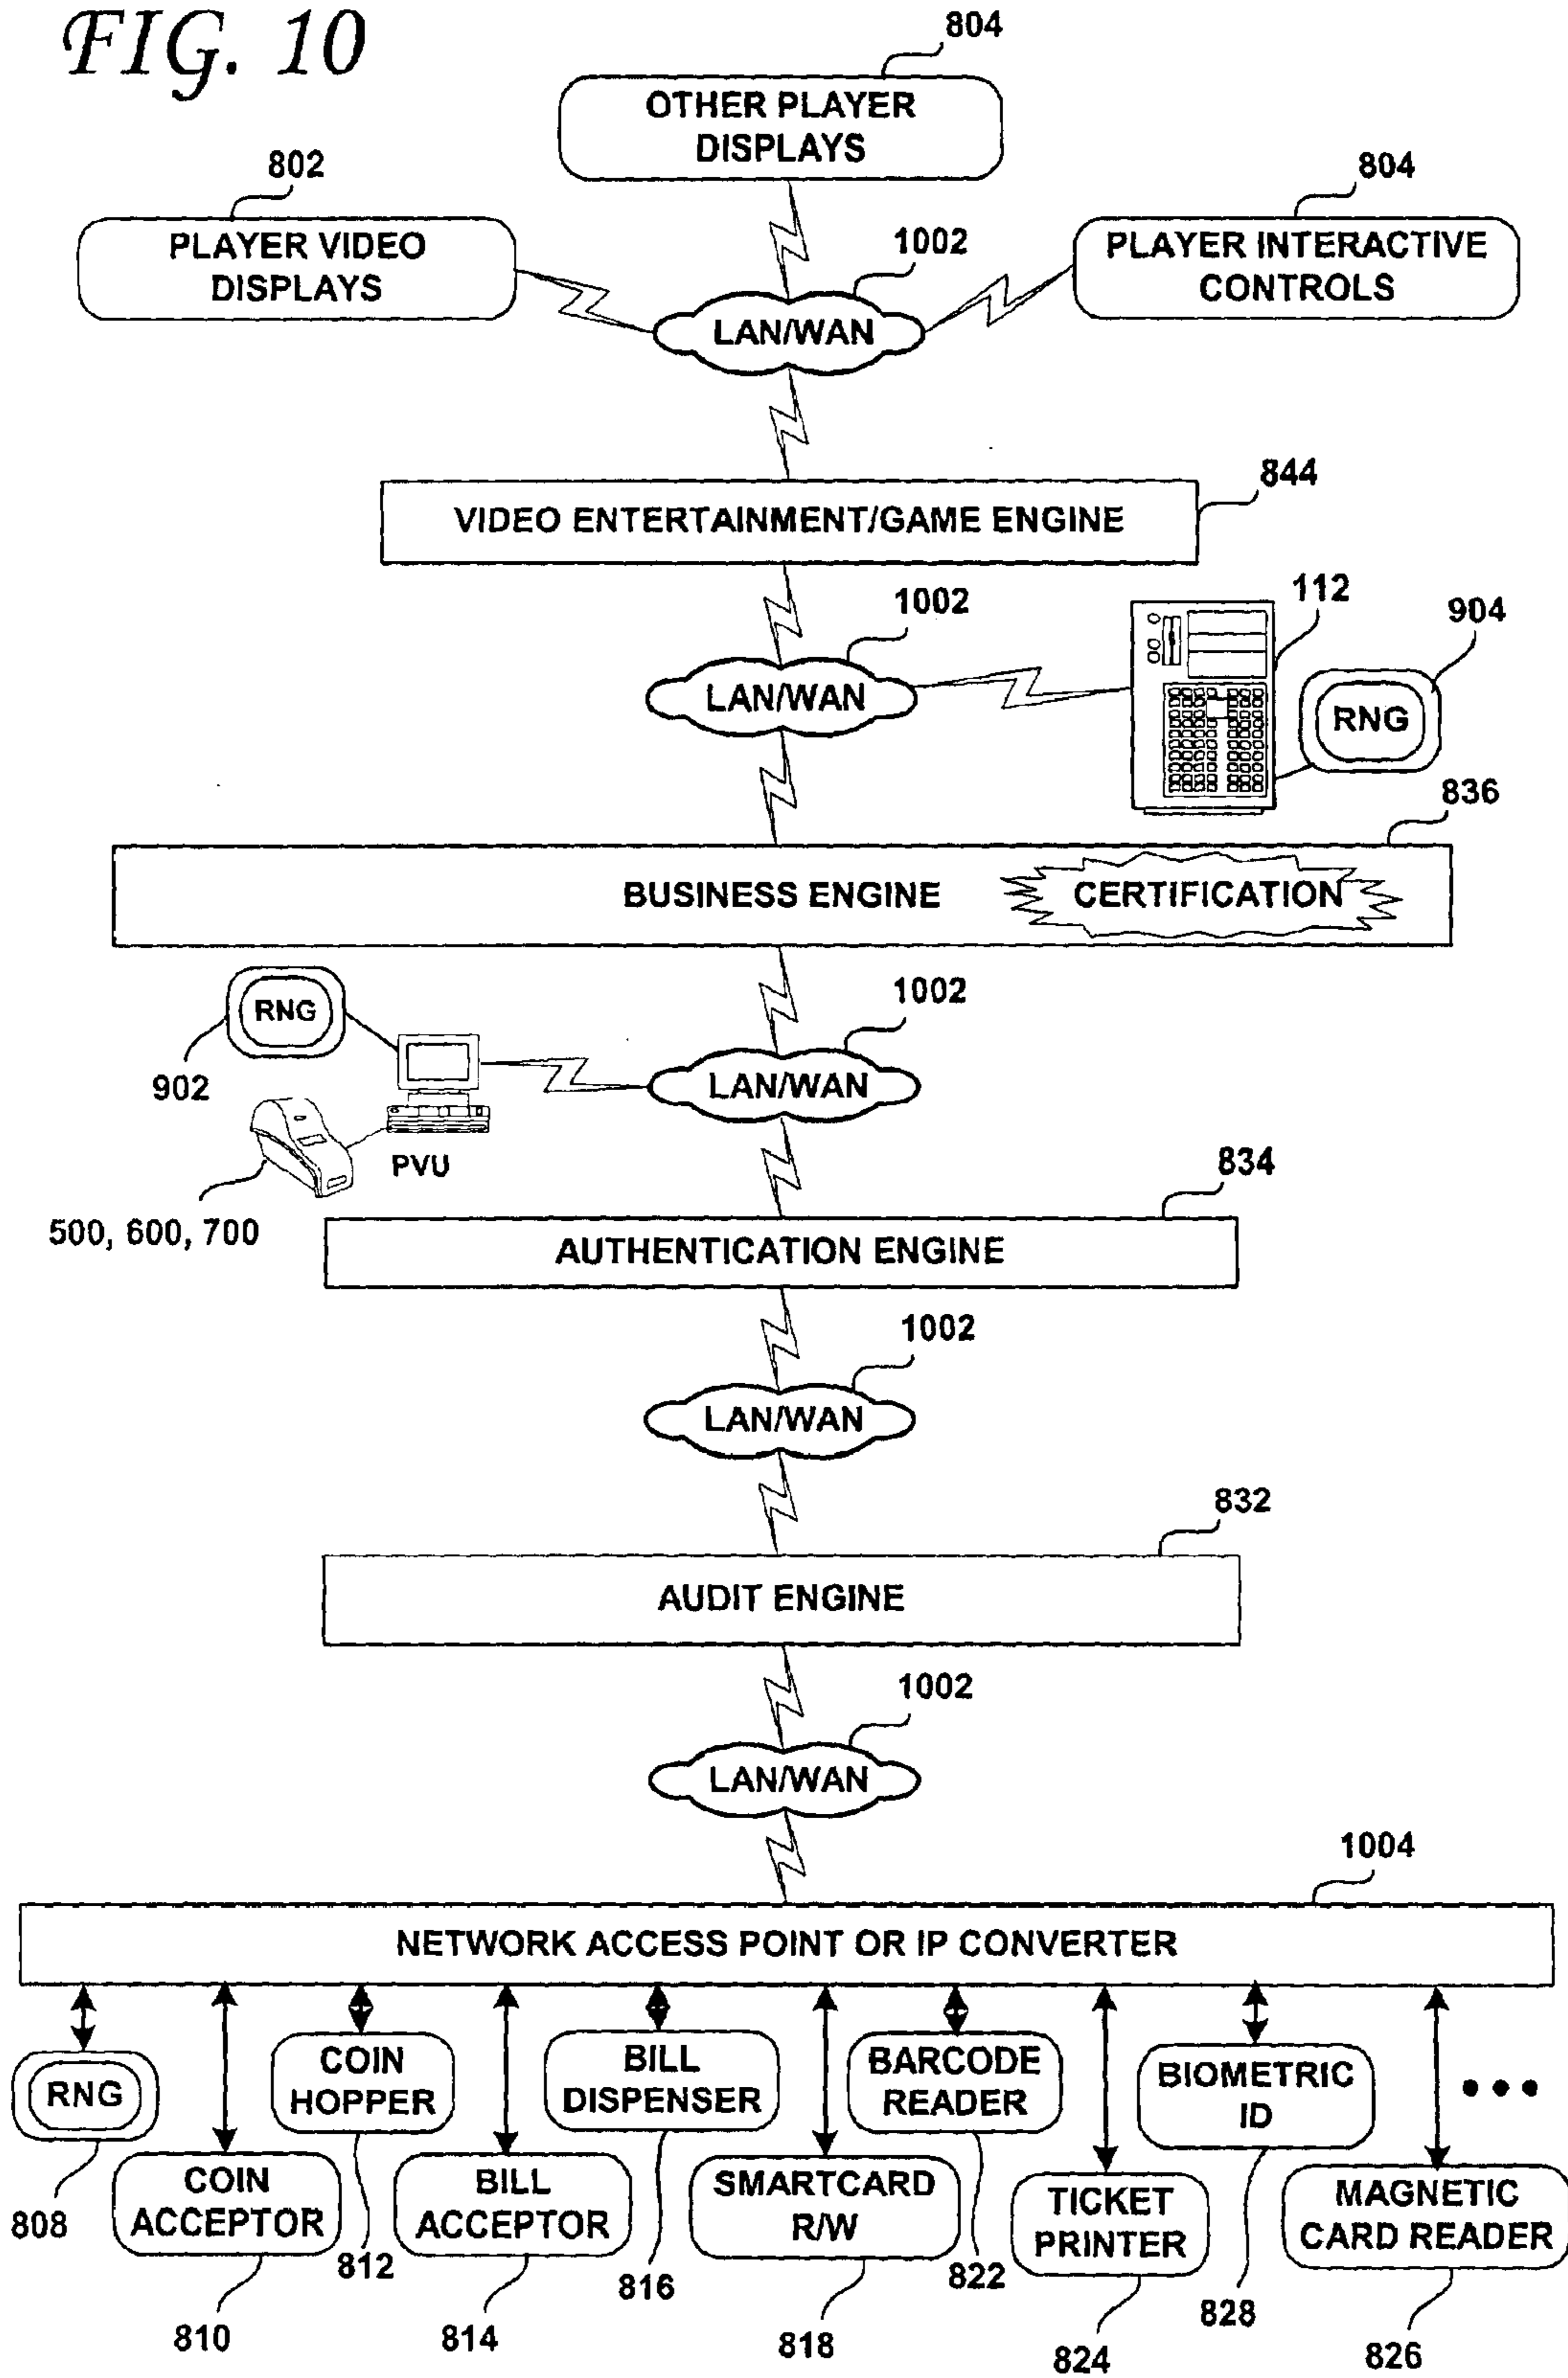 FIG. 10
804
OTHER PLAYER
DISPLAYS
802
PLAYER VIDEO
DISPLAYS
804
PLAYER INTERACTIVE
CONTROLS
1002
LAN/WAN
844
VIDEO ENTERTAINMENT/GAME ENGINE
1002
LAN/WAN
112
904
RNG
836
BUSINESS ENGINE
CERTIFICATION
RNG
902
1002
LAN/WAN
PVU
500, 600, 700
834
AUTHENTICATION ENGINE
1002
LAN/WAN
832
AUDIT ENGINE
1002
LAN/WAN
1004
NETWORK ACCESS POINT OR IP CONVERTER
RNG
808
COIN
ACCEPTOR
810
COIN
HOPPER
812
BILL
ACCEPTOR
814
BILL
DISPENSER
816
SMARTCARD
R/W
818
BARCODE
READER
822
TICKET
PRINTER
824
BIOMETRIC
ID
828
MAGNETIC
CARD READER
826
•••